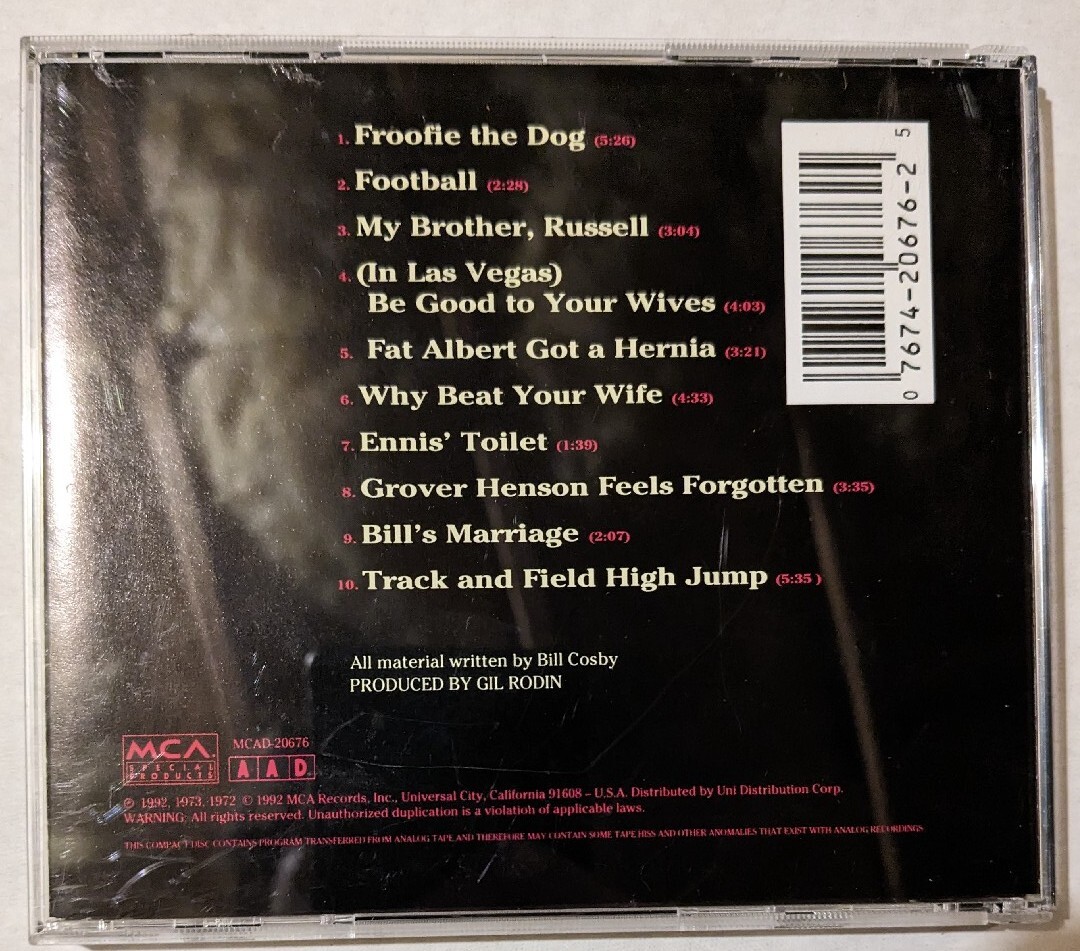 1. Froofie the Dog (5:26)
2. Football (2:28)
3. My Brother, Russell (3:04)
4. (In Las Vegas)
Be Good to Your Wives (4:03)
5. Fat Albert Got a Hernia (3:21)
6. Why Beat Your Wife (4:33)
7. Ennis' Toilet (1:39)
8. Grover Henson Feels Forgotten (3:35)
9. Bill's Marriage (2:07)
10. Track and Field High Jump (5:35 )
0 7674-20676-2 5
All material written by Bill Cosby
PRODUCED BY GIL RODIN
MCA.
SPECIAL
PRODUCTS
MCAD-20676
A A D.
℗ 1992, 1973, 1972 © 1992 MCA Records, Inc., Universal City, California 91608 – U.S.A. Distributed by Uni Distribution Corp.
WARNING: All rights reserved. Unauthorized duplication is a violation of applicable laws.
THIS COMPACT DISC CONTAINS PROGRAM TRANSFERRED FROM ANALOG TAPE AND THEREFORE MAY CONTAIN SOME TAPE HISS AND OTHER ANOMALIES THAT EXIST WITH ANALOG RECORDINGS